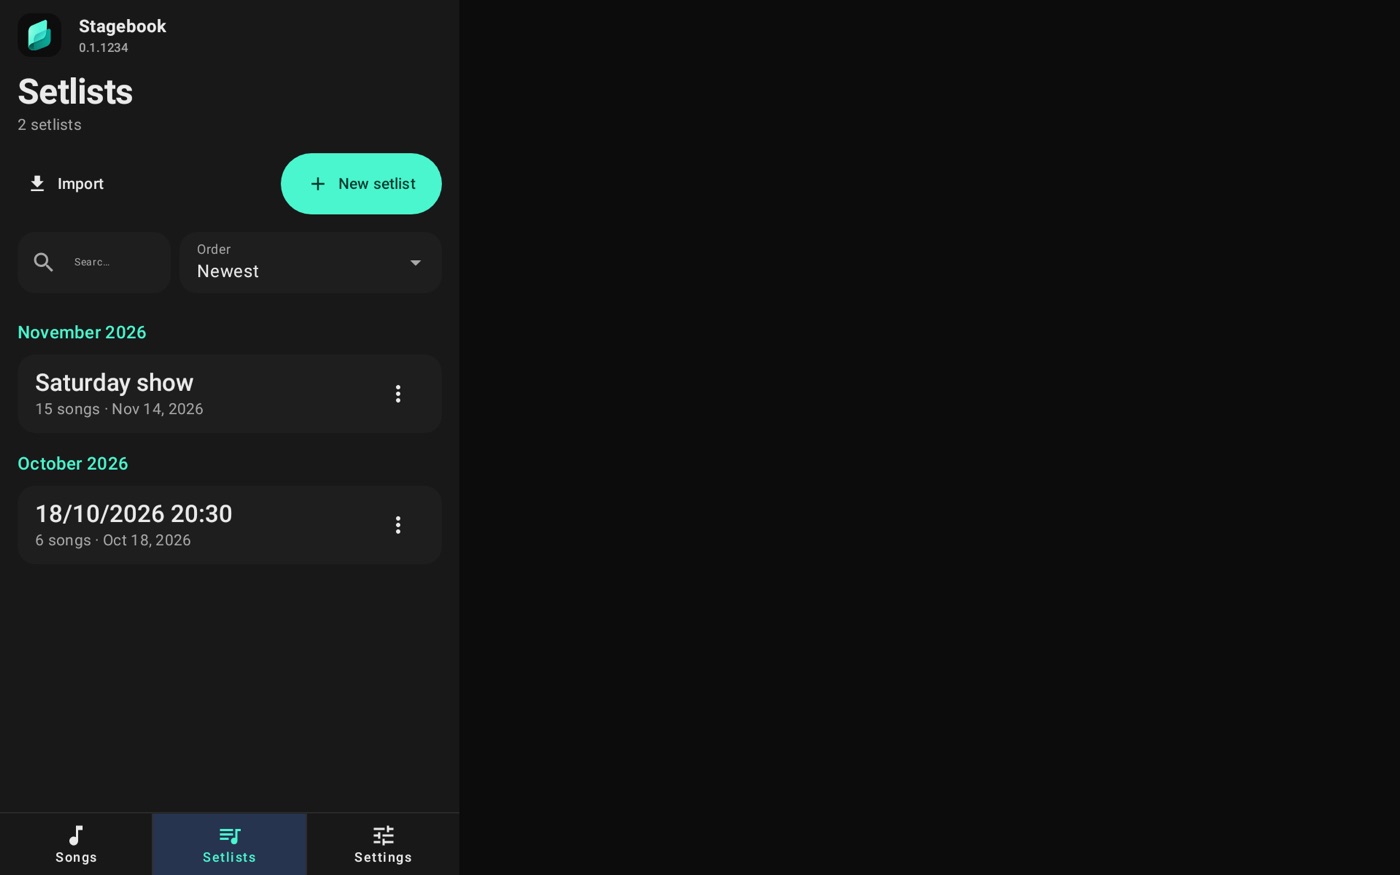 Stagebook
0.1.1234
Setlists
2 setlists
Import
New setlist
Searc…
Order
Newest
November 2026
Saturday show
15 songs · Nov 14, 2026
October 2026
18/10/2026 20:30
6 songs · Oct 18, 2026
Songs
Setlists
Settings